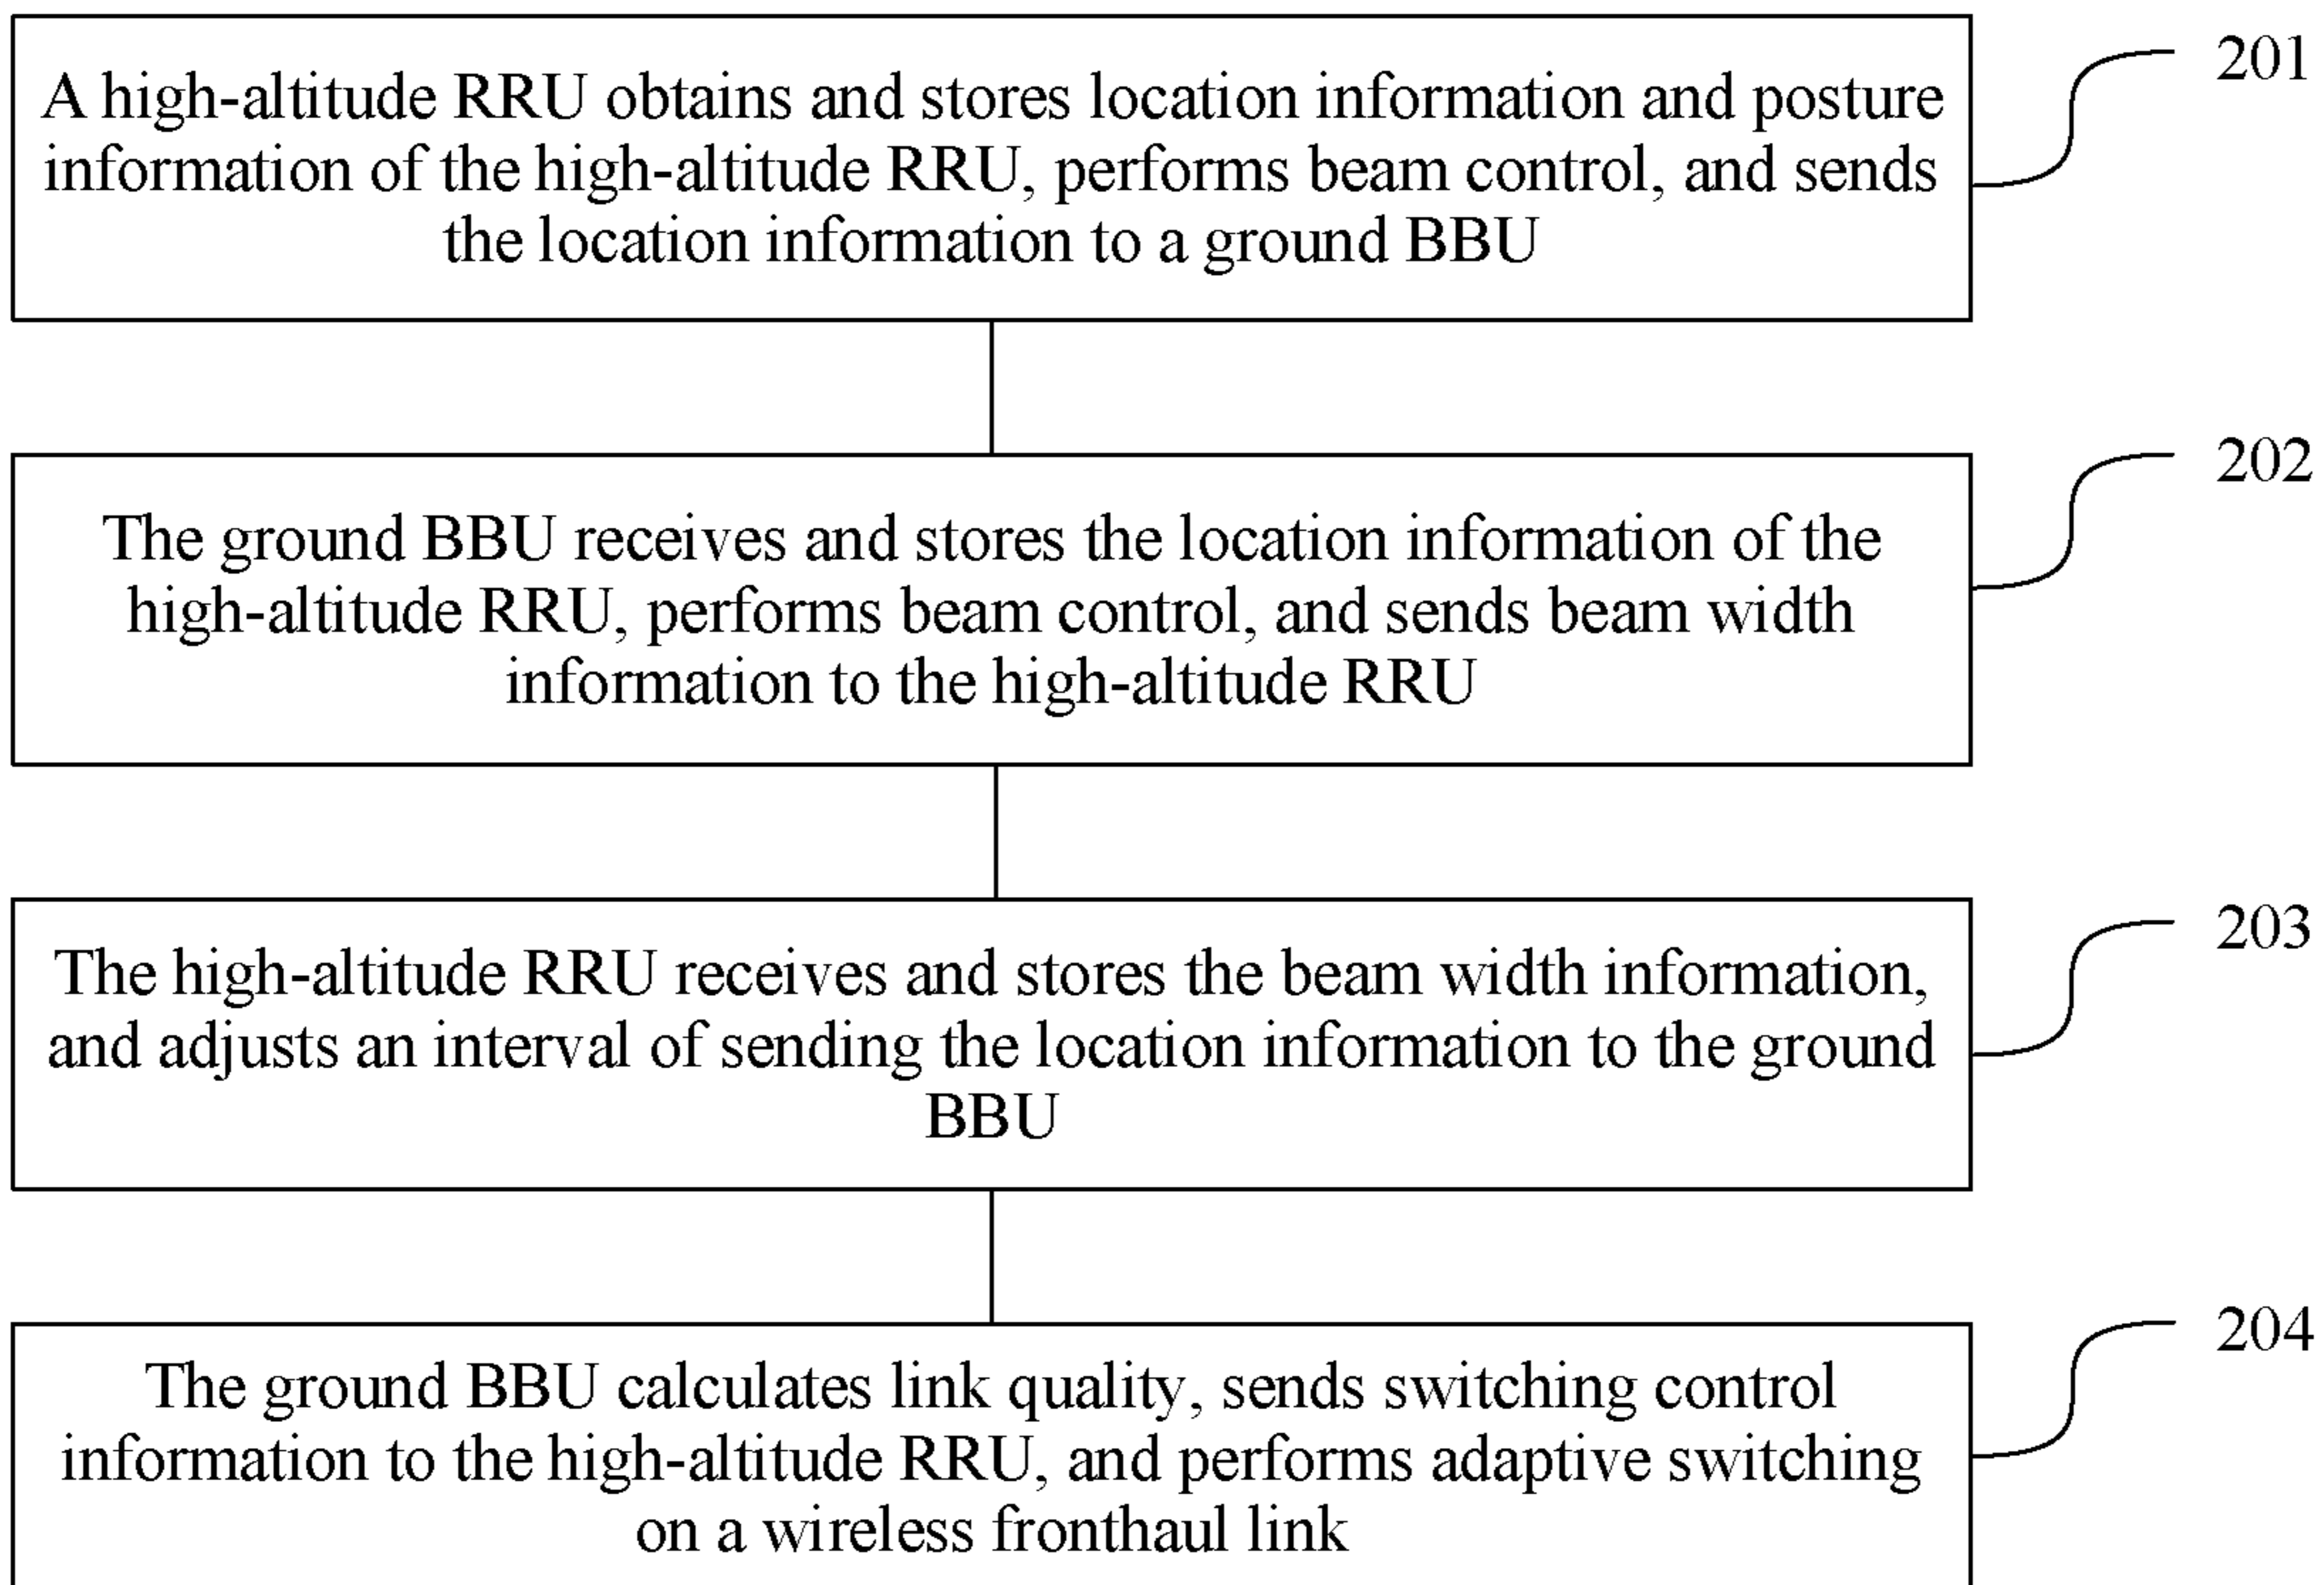 A high-altitude RRU obtains and stores location information and posture
information of the high-altitude RRU, performs beam control, and sends
the location information to a ground BBU
201
The ground BBU receives and stores the location information of the
high-altitude RRU, performs beam control, and sends beam width
information to the high-altitude RRU
202
The high-altitude RRU receives and stores the beam width information,
and adjusts an interval of sending the location information to the ground
BBU
203
The ground BBU calculates link quality, sends switching control
information to the high-altitude RRU, and performs adaptive switching
on a wireless fronthaul link
204